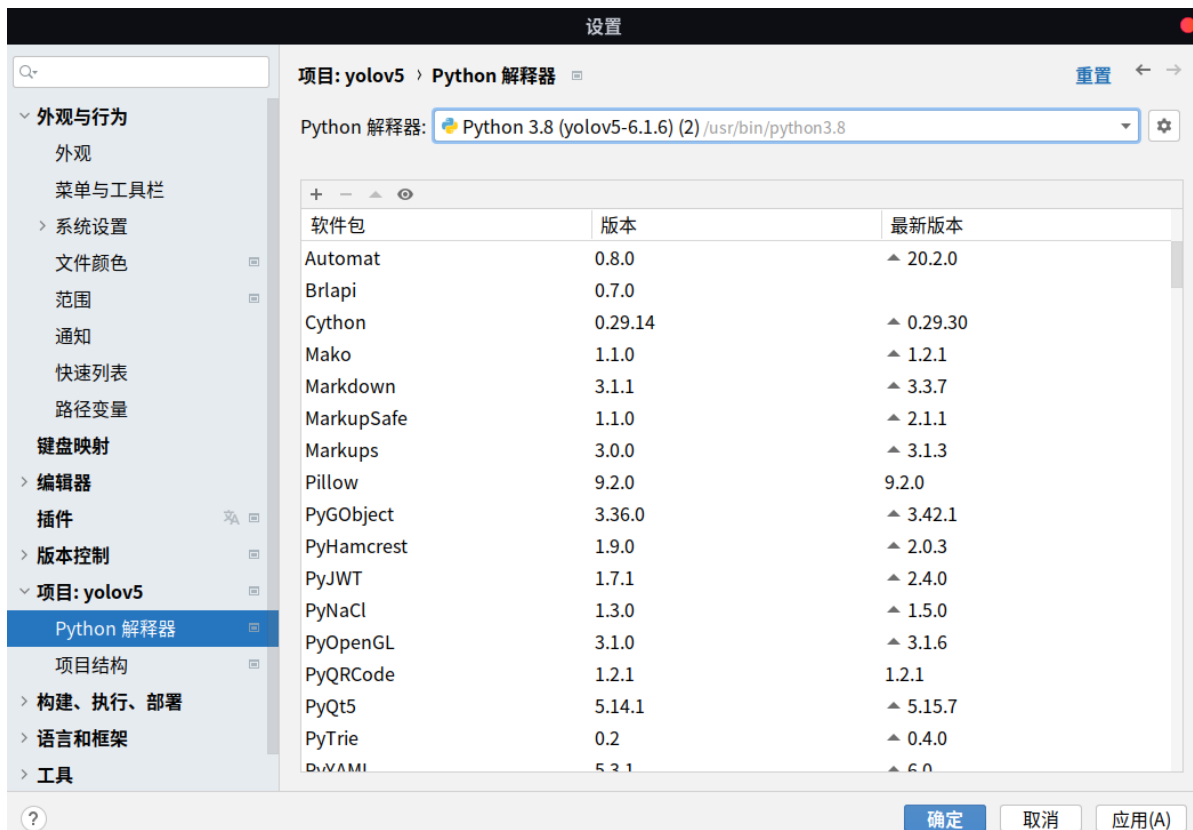 设置
项目: yolov5 › Python 解释器
重置
Python 解释器: Python 3.8 (yolov5-6.1.6) (2) /usr/bin/python3.8
外观与行为
外观
菜单与工具栏
系统设置
文件颜色
范围
通知
快速列表
路径变量
键盘映射
编辑器
插件
版本控制
项目: yolov5
Python 解释器
项目结构
构建、执行、部署
语言和框架
工具
软件包 版本 最新版本
Automat 0.8.0 20.2.0
Brlapi 0.7.0
Cython 0.29.14 0.29.30
Mako 1.1.0 1.2.1
Markdown 3.1.1 3.3.7
MarkupSafe 1.1.0 2.1.1
Markups 3.0.0 3.1.3
Pillow 9.2.0 9.2.0
PyGObject 3.36.0 3.42.1
PyHamcrest 1.9.0 2.0.3
PyJWT 1.7.1 2.4.0
PyNaCl 1.3.0 1.5.0
PyOpenGL 3.1.0 3.1.6
PyQRCode 1.2.1 1.2.1
PyQt5 5.14.1 5.15.7
PyTrie 0.2 0.4.0
PyYAML 5.3.1 6.0
?
确定 取消 应用(A)